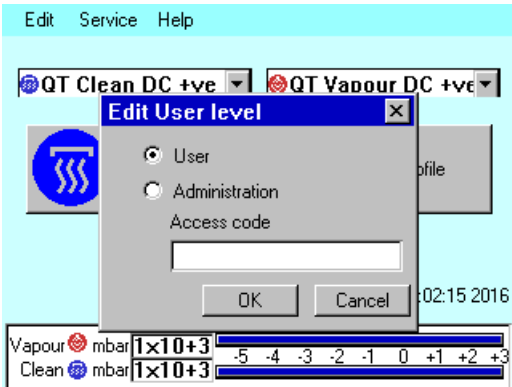 Edit Service Help
QT Clean DC +ve QT Vapour DC +ve
Edit User level
User
ofile
Administration
Access code
OK Cancel
:02:15 2016
Vapour mbar 1x10+3
-5 -4 -3 -2 -1 0 +1 +2 +3
Clean mbar 1x10+3